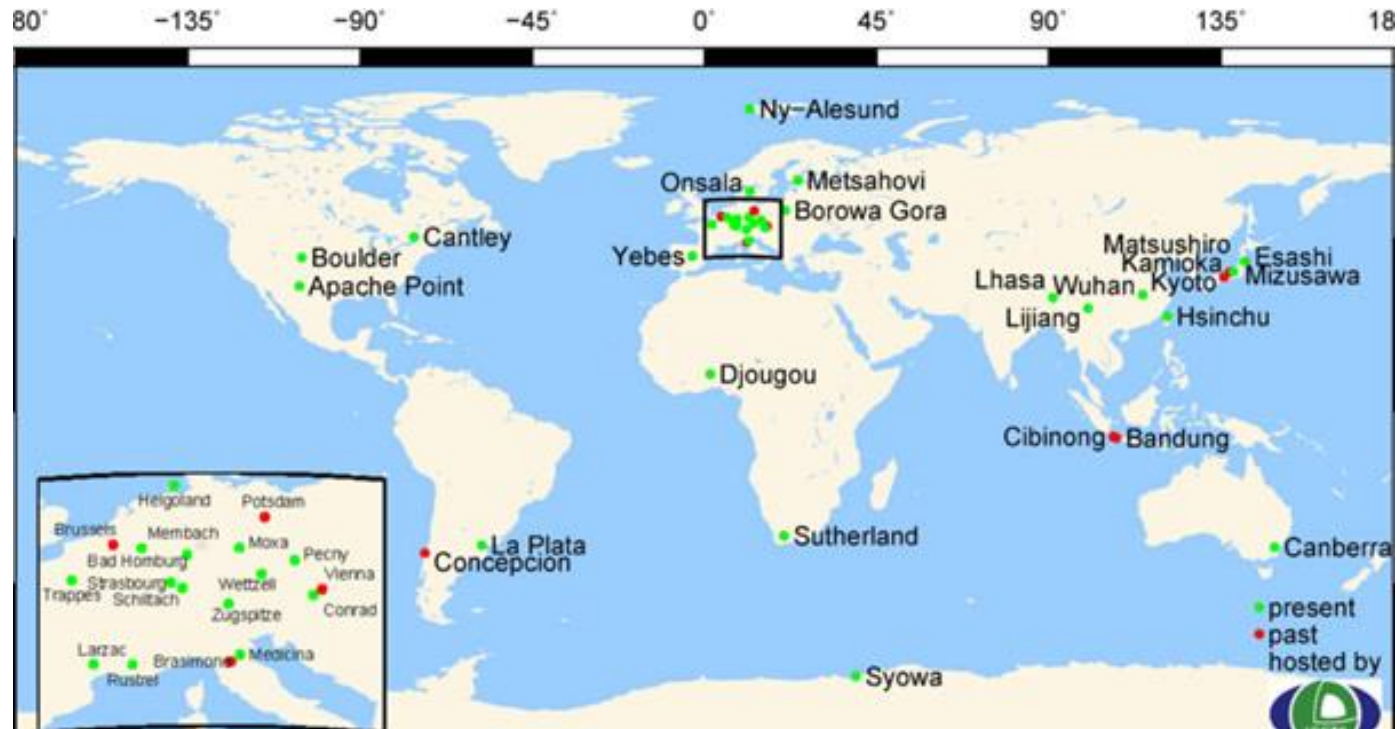 80° −135° −90° −45° 0° 45° 90° 135° 18
Ny−Alesund
Onsala Metsahovi
Borowa Gora
Cantley
Boulder
Yebes
Matsushiro
Esashi
Kamioka
Mizusawa
Apache Point
Lhasa Wuhan Kyoto
Lijiang Hsinchu
Djougou
Cibinong Bandung
Sutherland
La Plata
Concepcion
Canberra
Helgoland Potsdam
Brussels Membach Moxa
Bad Homburg Pecny
Strasbourg Wettzell Vienna
Trappes Schiltach Conrad
Zugspitze
Larzac Brasimone Medicina
Rustrel
present
past
hosted by
Syowa